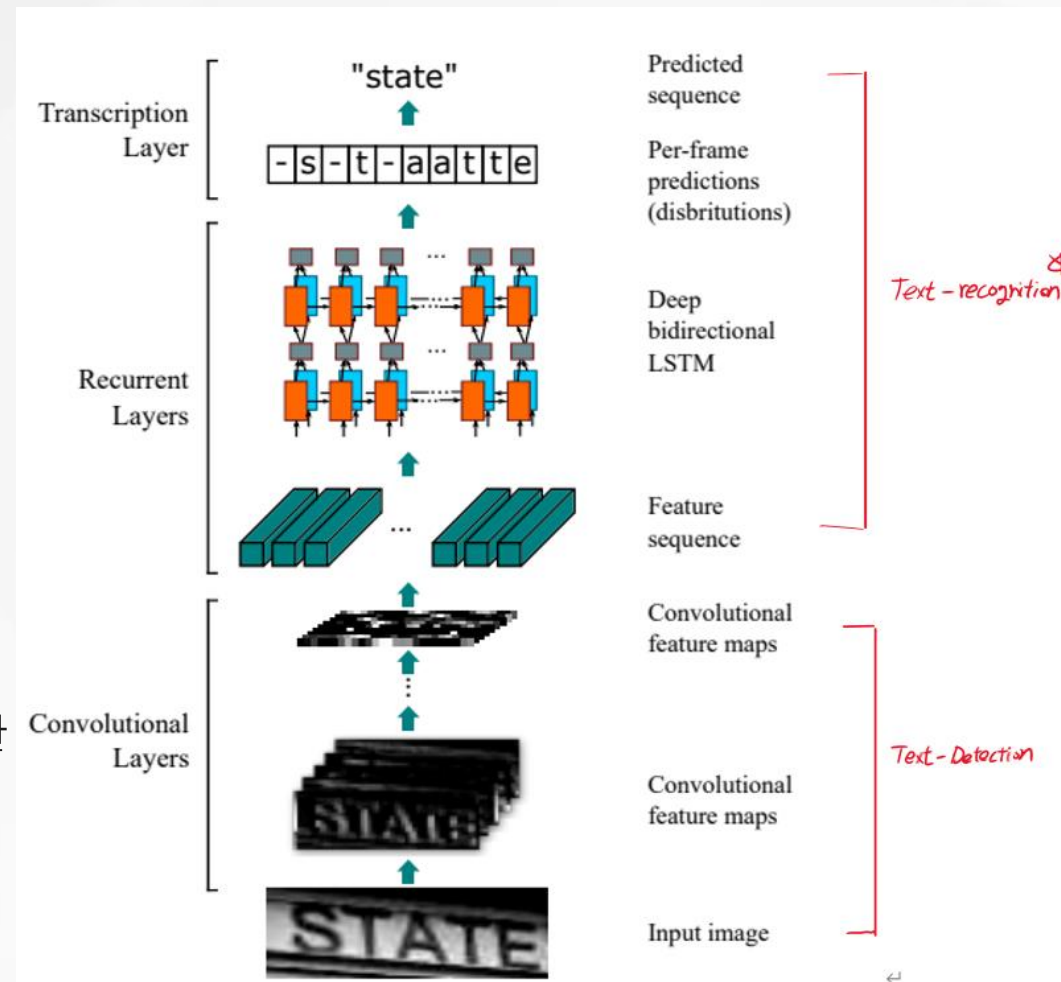 "state"
Transcription
Layer
-s-t-aatte
Recurrent
Layers
Convolutional
Layers
STATE
STATE
Predicted
sequence
Per-frame
predictions
(disbritutions)
Deep
bidirectional
LSTM
Feature
sequence
Convolutional
feature maps
Convolutional
feature maps
Input image
Text-recognition
Text-Detection